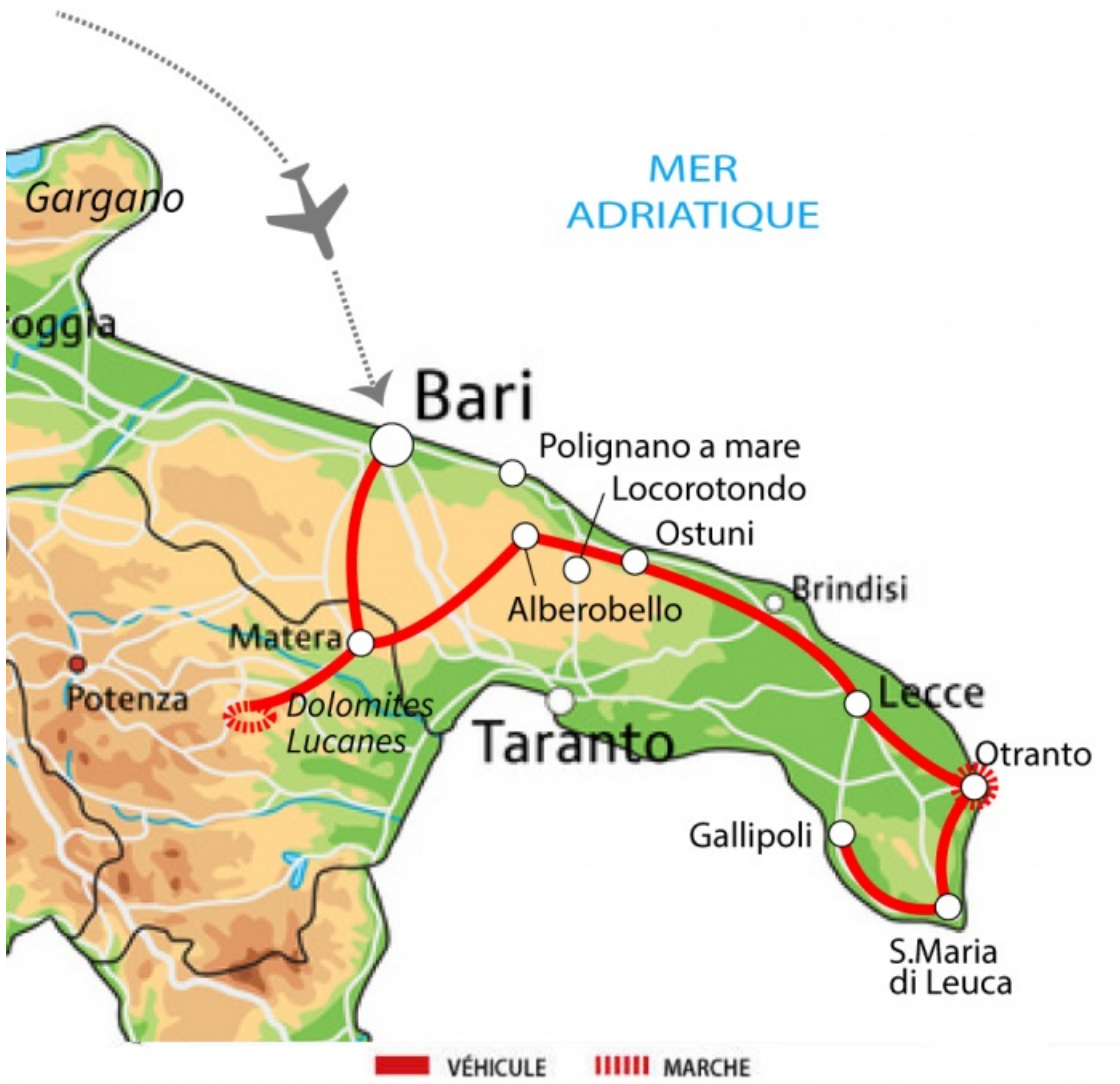 MER
ADRIATIQUE
Gargano
oggia
Bari
Polignano a mare
Locorotondo
Ostuni
Brindisi
Alberobello
Matera
Potenza
Dolomites
Lucanes
Lecce
Taranto
Otranto
Gallipoli
S.Maria
di Leuca
VÉHICULE
MARCHE